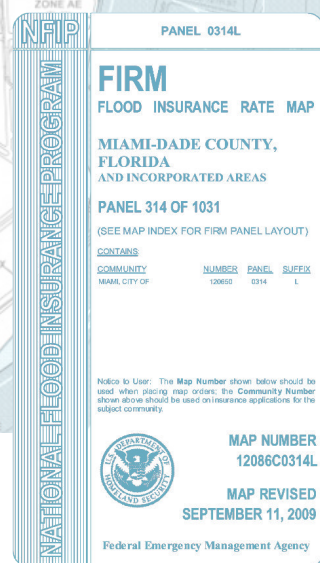 ZONE AE
NFIP
PANEL 0314L
NATIONAL FLOOD INSURANCE PROGRAM
FIRM
FLOOD INSURANCE RATE MAP
MIAMI-DADE COUNTY,
FLORIDA
AND INCORPORATED AREAS
PANEL 314 OF 1031
(SEE MAP INDEX FOR FIRM PANEL LAYOUT)
CONTAINS
COMMUNITY NUMBER PANEL SUFFIX
MIAMI, CITY OF 120650 0314 L
Notice to User: The Map Number shown below should be
used when placing map orders; the Community Number
shown above should be used on insurance applications for the
subject community.
U.S. DEPARTMENT OF HOMELAND SECURITY
MAP NUMBER
12086C0314L
MAP REVISED
SEPTEMBER 11, 2009
Federal Emergency Management Agency